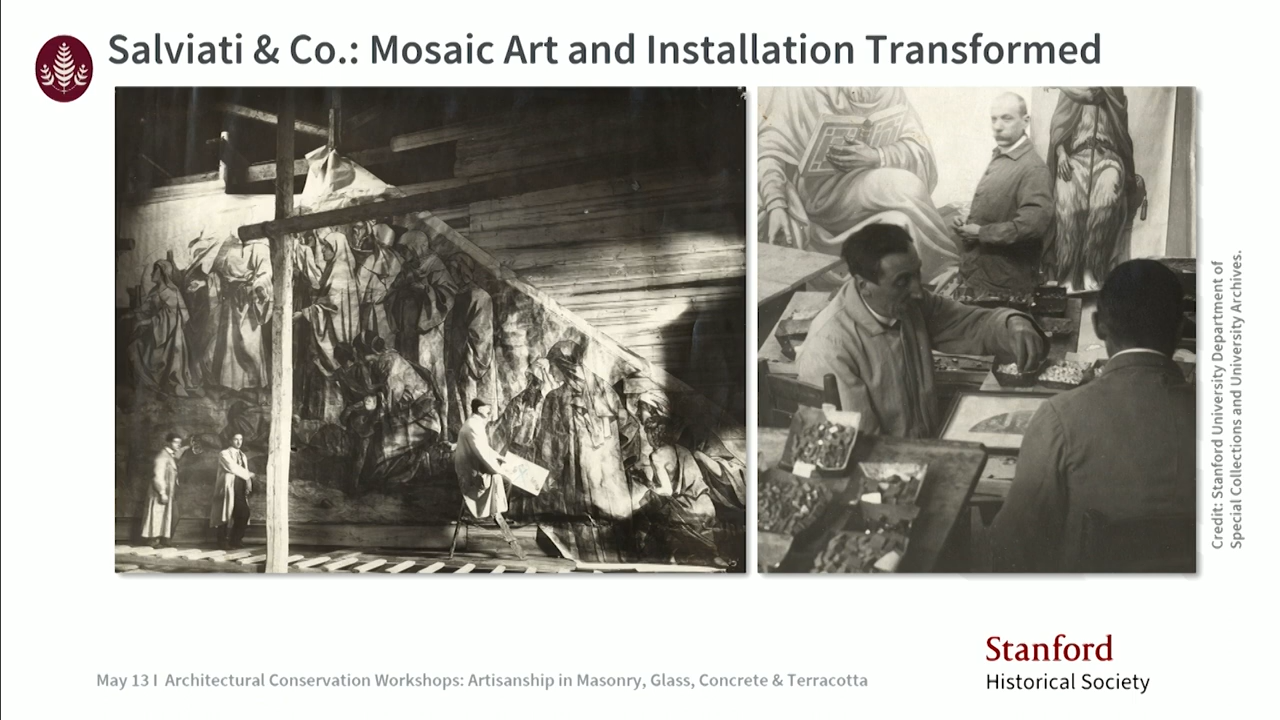 Salviati & Co.: Mosaic Art and Installation Transformed
Credit: Stanford University Department of
Special Collections and University Archives.
May 13 I Architectural Conservation Workshops: Artisanship in Masonry, Glass, Concrete & Terracotta
Stanford
Historical Society